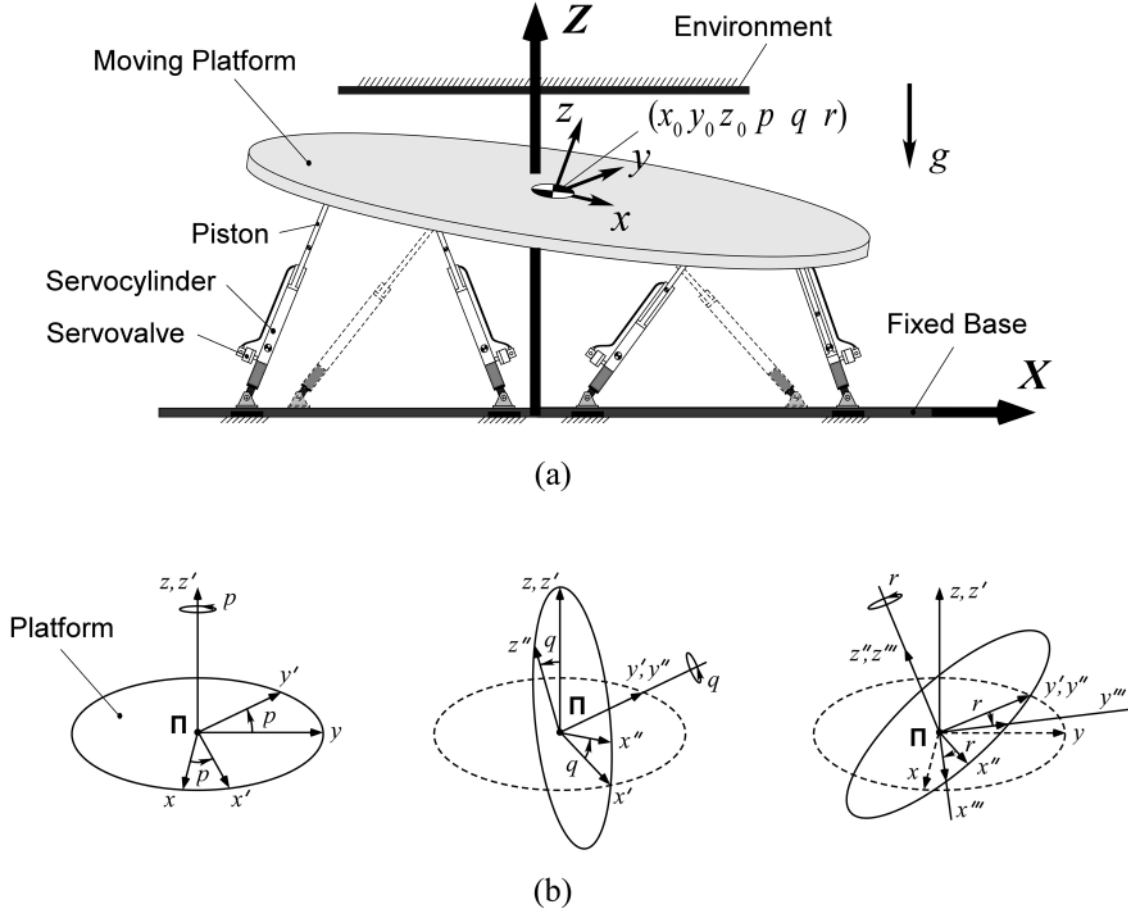 Z
Environment
Moving Platform
z
(x₀ y₀ z₀ p q r)
y
g
x
Piston
Servocylinder
Servovalve
Fixed Base
X
(a)
z, z′
p
Platform
y′
Π
p
y
p
x
x′
z, z′
z″
q
y′, y″
q
Π
x″
q
x′
r
z, z′
z″, z‴
y′, y″
y‴
r
Π
y
r
x
x″
x‴
(b)